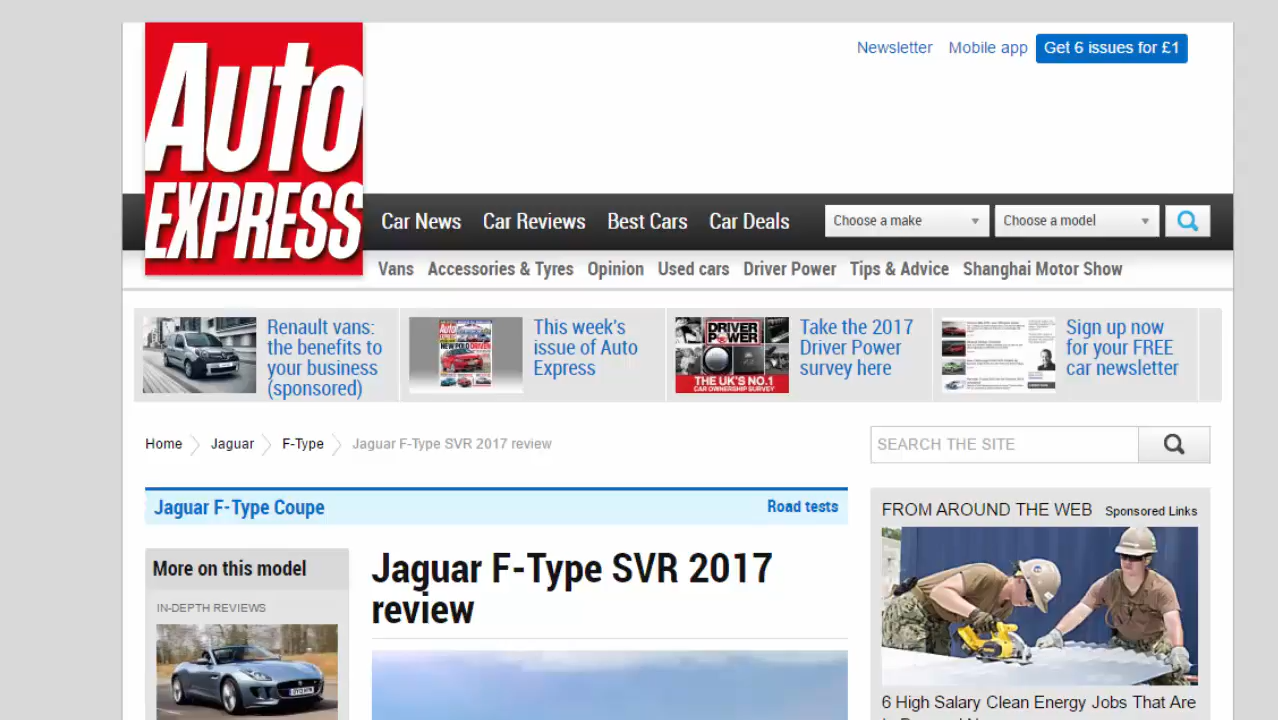 Auto
EXPRESS
Newsletter Mobile app Get 6 issues for £1
Car News Car Reviews Best Cars Car Deals Choose a make Choose a model
Vans Accessories & Tyres Opinion Used cars Driver Power Tips & Advice Shanghai Motor Show
Renault vans:
the benefits to
your business
(sponsored)
This week's
issue of Auto
Express
DRIVER
POWER
THE UK'S NO.1
CAR OWNERSHIP SURVEY
Take the 2017
Driver Power
survey here
Sign up now
for your FREE
car newsletter
Home Jaguar F-Type Jaguar F-Type SVR 2017 review
SEARCH THE SITE
Jaguar F-Type Coupe Road tests
FROM AROUND THE WEB Sponsored Links
More on this model
IN-DEPTH REVIEWS
Jaguar F-Type SVR 2017
review
6 High Salary Clean Energy Jobs That Are